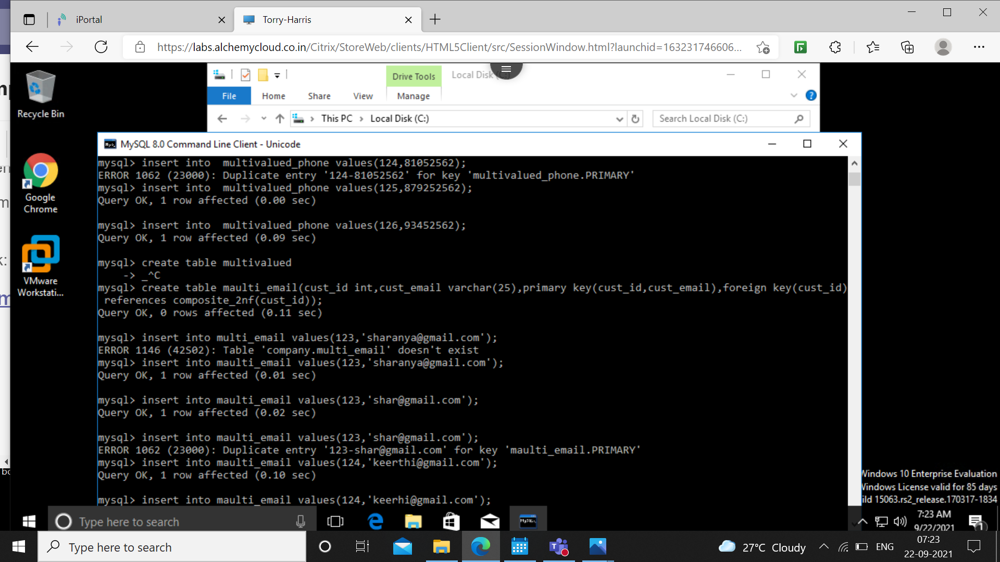 iPortal
Torry-Harris
https://labs.alchemycloud.co.in/Citrix/StoreWeb/clients/HTML5Client/src/SessionWindow.html?launchid=163231746606...
Recycle Bin
Drive Tools
Local Disk (C:)
File
Home
Share
View
Manage
This PC
Local Disk (C:)
Search Local Disk (C:)
MySQL 8.0 Command Line Client - Unicode
mysql> insert into  multivalued_phone values(124,81052562);
ERROR 1062 (23000): Duplicate entry '124-81052562' for key 'multivalued_phone.PRIMARY'
mysql> insert into  multivalued_phone values(125,879252562);
Query OK, 1 row affected (0.00 sec)
mysql> insert into  multivalued_phone values(126,93452562);
Query OK, 1 row affected (0.09 sec)
mysql> create table multivalued
    -> _^C
mysql> create table maulti_email(cust_id int,cust_email varchar(25),primary key(cust_id,cust_email),foreign key(cust_id)
 references composite_2nf(cust_id));
Query OK, 0 rows affected (0.11 sec)
mysql> insert into multi_email values(123,'sharanya@gmail.com');
ERROR 1146 (42S02): Table 'company.multi_email' doesn't exist
mysql> insert into maulti_email values(123,'sharanya@gmail.com');
Query OK, 1 row affected (0.01 sec)
mysql> insert into maulti_email values(123,'shar@gmail.com');
Query OK, 1 row affected (0.02 sec)
mysql> insert into maulti_email values(123,'shar@gmail.com');
ERROR 1062 (23000): Duplicate entry '123-shar@gmail.com' for key 'maulti_email.PRIMARY'
mysql> insert into maulti_email values(124,'keerthi@gmail.com');
Query OK, 1 row affected (0.10 sec)
mysql> insert into maulti_email values(124,'keerhi@gmail.com');
Google
Chrome
VMware
Workstati...
Windows 10 Enterprise Evaluation
Windows License valid for 85 days
ild 15063.rs2_release.170317-1834
Type here to search
7:23 AM
9/22/2021
1
Type here to search
27°C Cloudy
ENG
07:23
22-09-2021